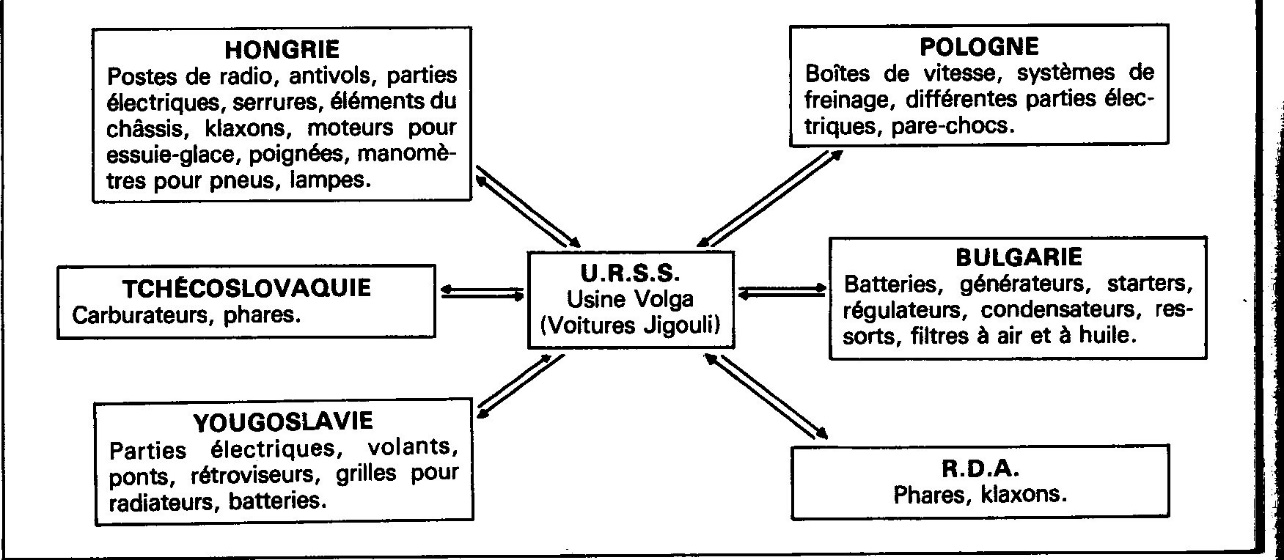 HONGRIE
Postes de radio, antivols, parties
électriques, serrures, éléments du
châssis, klaxons, moteurs pour
essuie-glace, poignées, manomè-
tres pour pneus, lampes.
POLOGNE
Boîtes de vitesse, systèmes de
freinage, différentes parties élec-
triques, pare-chocs.
TCHÉCOSLOVAQUIE
Carburateurs, phares.
U.R.S.S.
Usine Volga
(Voitures Jigouli)
BULGARIE
Batteries, générateurs, starters,
régulateurs, condensateurs, res-
sorts, filtres à air et à huile.
YOUGOSLAVIE
Parties électriques, volants,
ponts, rétroviseurs, grilles pour
radiateurs, batteries.
R.D.A.
Phares, klaxons.